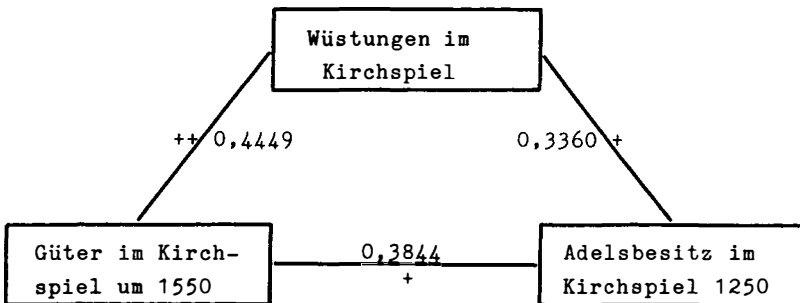 Wüstungen im
Kirchspiel
++ 0,4449
0,3360 +
Güter im Kirch-
spiel um 1550
0,3844
+
Adelsbesitz im
Kirchspiel 1250